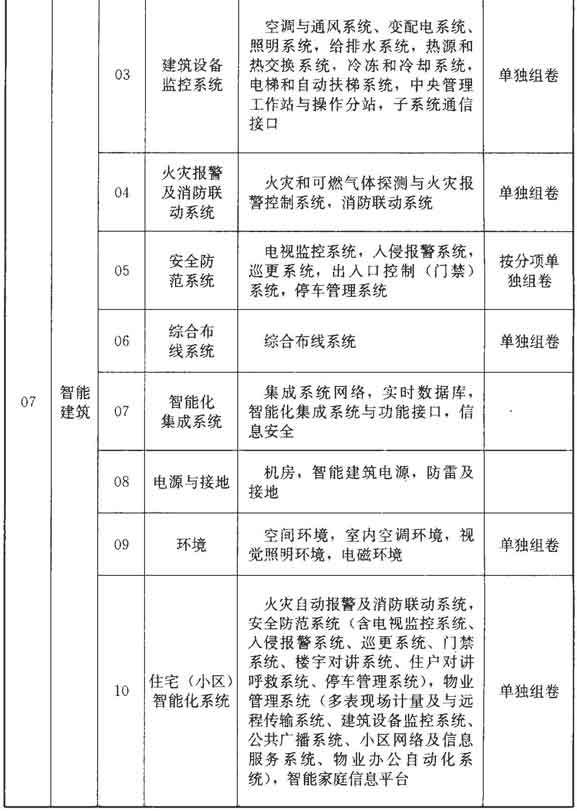 07
智能
建筑
03
建筑设备
监控系统
空调与通风系统、变配电系统、
照明系统，给排水系统，热源和
热交换系统，冷冻和冷却系统，
电梯和自动扶梯系统，中央管理
工作站与操作分站，子系统通信
接口
单独组卷
04
火灾报警
及消防联
动系统
火灾和可燃气体探测与火灾报
警控制系统，消防联动系统
单独组卷
05
安全防
范系统
电视监控系统，入侵报警系统，
巡更系统，出入口控制（门禁）
系统，停车管理系统
按分项单
独组卷
06
综合布
线系统
综合布线系统
单独组卷
07
智能化
集成系统
集成系统网络，实时数据库，
智能化集成系统与功能接口，信
息安全
08
电源与接地
机房，智能建筑电源，防雷及
接地
09
环境
空间环境，室内空调环境，视
觉照明环境，电磁环境
单独组卷
10
住宅（小区）
智能化系统
火灾自动报警及消防联动系统，
安全防范系统（含电视监控系统、
入侵报警系统、巡更系统、门禁
系统、楼宇对讲系统、住户对讲
呼救系统、停车管理系统），物业
管理系统（多表现场计量及与远
程传输系统、建筑设备监控系统、
公共广播系统、小区网络及信息
服务系统、物业办公自动化系
统），智能家庭信息平台
单独组卷